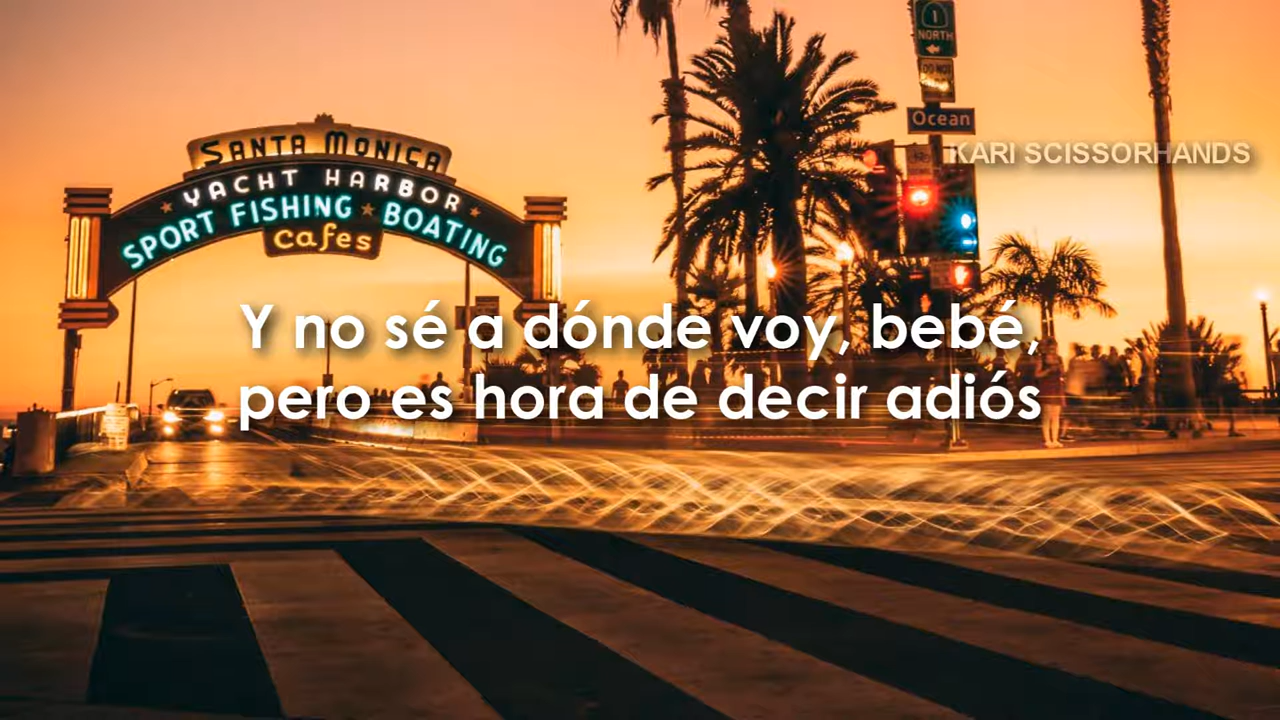 1
NORTH
DO NOT
Ocean
KARI SCISSORHANDS
SANTA MONICA
YACHT HARBOR
SPORT FISHING ★ BOATING
cafes
Y no sé a dónde voy, bebé,
pero es hora de decir adiós